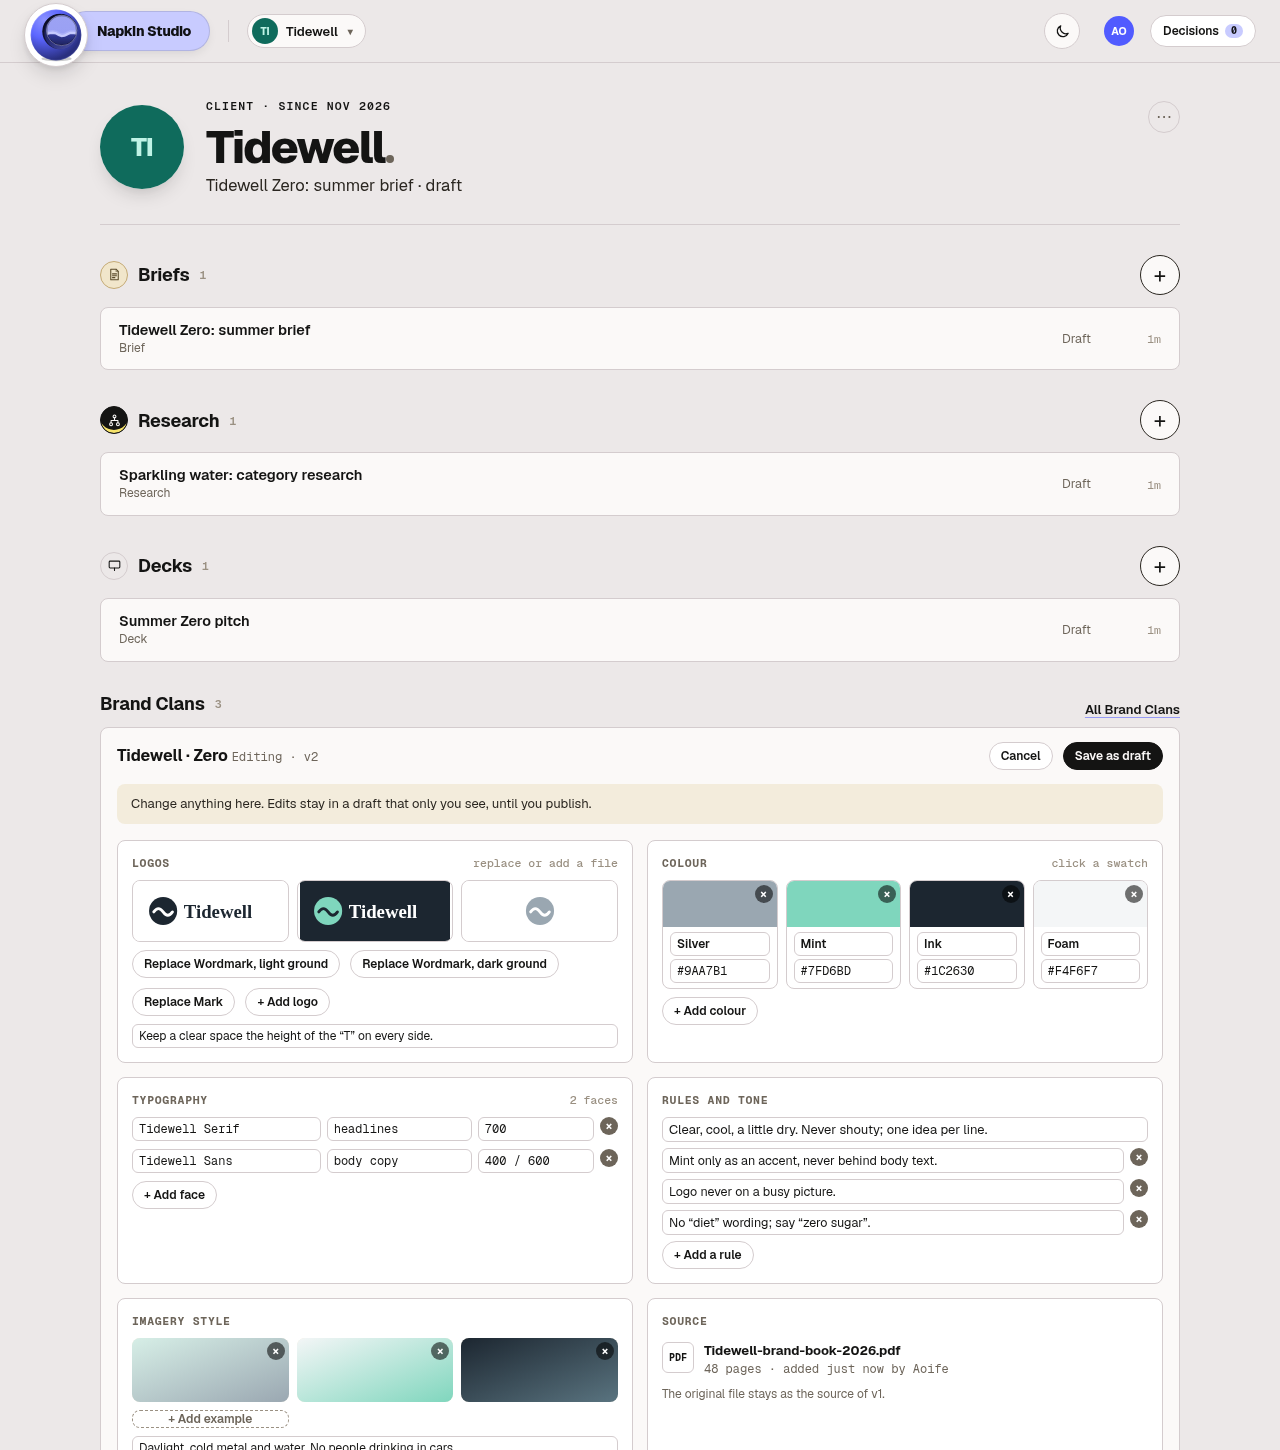 Napkin Studio
TI Tidewell ▾
AO
Decisions 0
TI
CLIENT · SINCE NOV 2026
Tidewell.
Tidewell Zero: summer brief · draft
Briefs 1
+
Tidewell Zero: summer brief
Brief
Draft 1m
Research 1
+
Sparkling water: category research
Research
Draft 1m
Decks 1
+
Summer Zero pitch
Deck
Draft 1m
Brand Clans 3
All Brand Clans
Tidewell · Zero Editing · v2
Cancel Save as draft
Change anything here. Edits stay in a draft that only you see, until you publish.
LOGOS replace or add a file
Tidewell Tidewell
Replace Wordmark, light ground Replace Wordmark, dark ground
Replace Mark + Add logo
Keep a clear space the height of the “T” on every side.
COLOUR click a swatch
× × × ×
Silver Mint Ink Foam
#9AA7B1 #7FD6BD #1C2630 #F4F6F7
+ Add colour
TYPOGRAPHY 2 faces
Tidewell Serif headlines 700 ×
Tidewell Sans body copy 400 / 600 ×
+ Add face
RULES AND TONE
Clear, cool, a little dry. Never shouty; one idea per line.
Mint only as an accent, never behind body text. ×
Logo never on a busy picture. ×
No “diet” wording; say “zero sugar”. ×
+ Add a rule
IMAGERY STYLE
× × ×
+ Add example
Daylight, cold metal and water. No people drinking in cars.
SOURCE
PDF Tidewell-brand-book-2026.pdf
48 pages · added just now by Aoife
The original file stays as the source of v1.